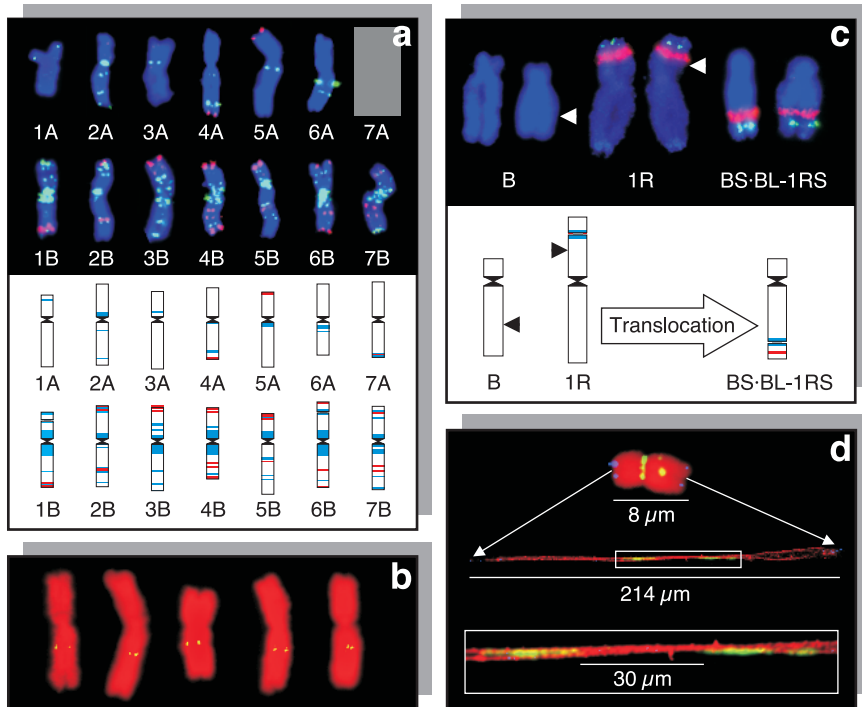 a
1A 2A 3A 4A 5A 6A 7A
1B 2B 3B 4B 5B 6B 7B
1A 2A 3A 4A 5A 6A 7A
1B 2B 3B 4B 5B 6B 7B
b
c
B 1R BS·BL-1RS
Translocation
B 1R BS·BL-1RS
d
8 µm
214 µm
30 µm